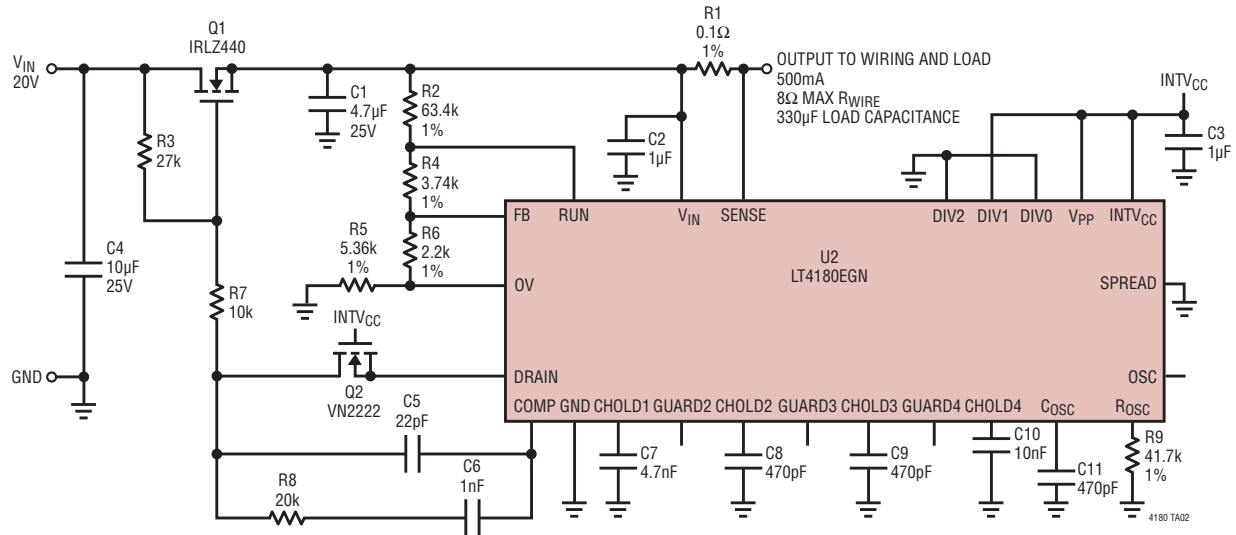 Q1
IRLZ440
VIN
20V
R1
0.1Ω
1%
OUTPUT TO WIRING AND LOAD
500mA
8Ω MAX RWIRE
330µF LOAD CAPACITANCE
INTVCC
C1
4.7µF
25V
R2
63.4k
1%
C2
1µF
C3
1µF
R3
27k
R4
3.74k
1%
FB
RUN
VIN
SENSE
DIV2
DIV1
DIV0
VPP
INTVCC
R5
5.36k
1%
R6
2.2k
1%
C4
10µF
25V
U2
LT4180EGN
OV
SPREAD
R7
10k
INTVCC
GND
Q2
VN2222
DRAIN
OSC
COMP
GND
CHOLD1
GUARD2
CHOLD2
GUARD3
CHOLD3
GUARD4
CHOLD4
COSC
ROSC
C5
22pF
C6
1nF
R8
20k
C7
4.7nF
C8
470pF
C9
470pF
C10
10nF
C11
470pF
R9
41.7k
1%
4180 TA02